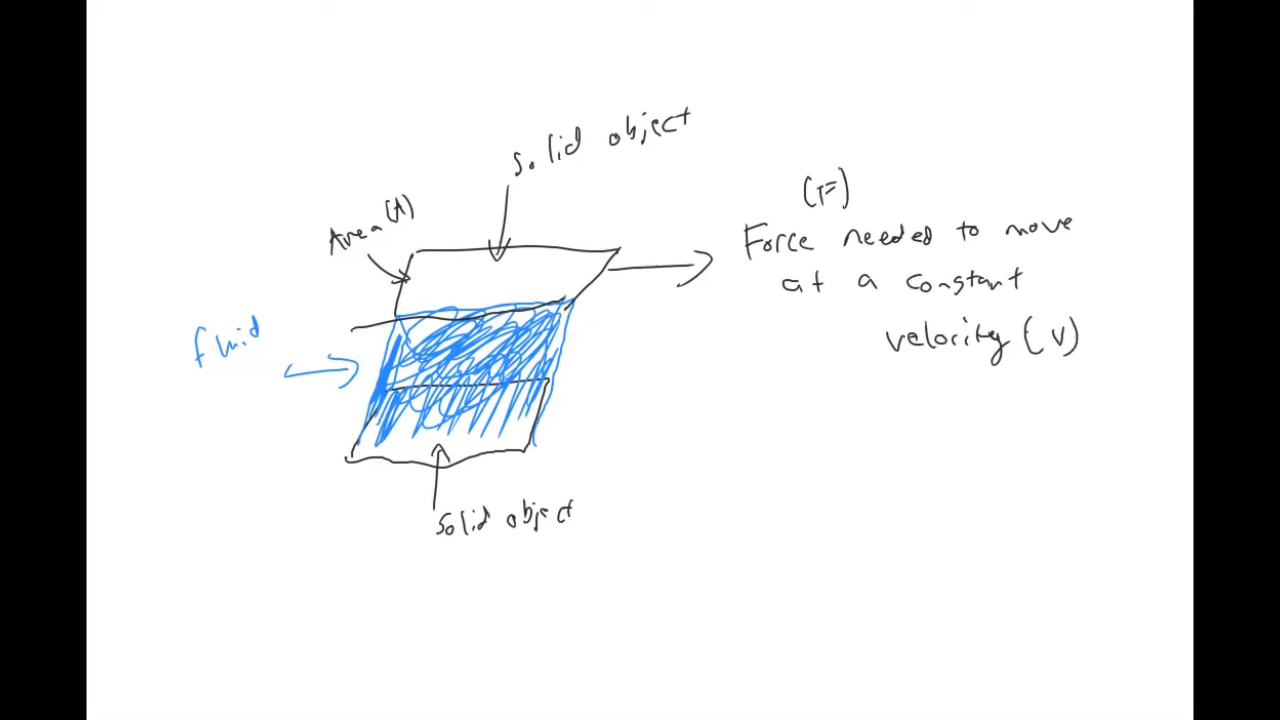 Solid object
Area (A)
(F)
Force needed to move
at a constant
velocity (v)
fluid
Solid object